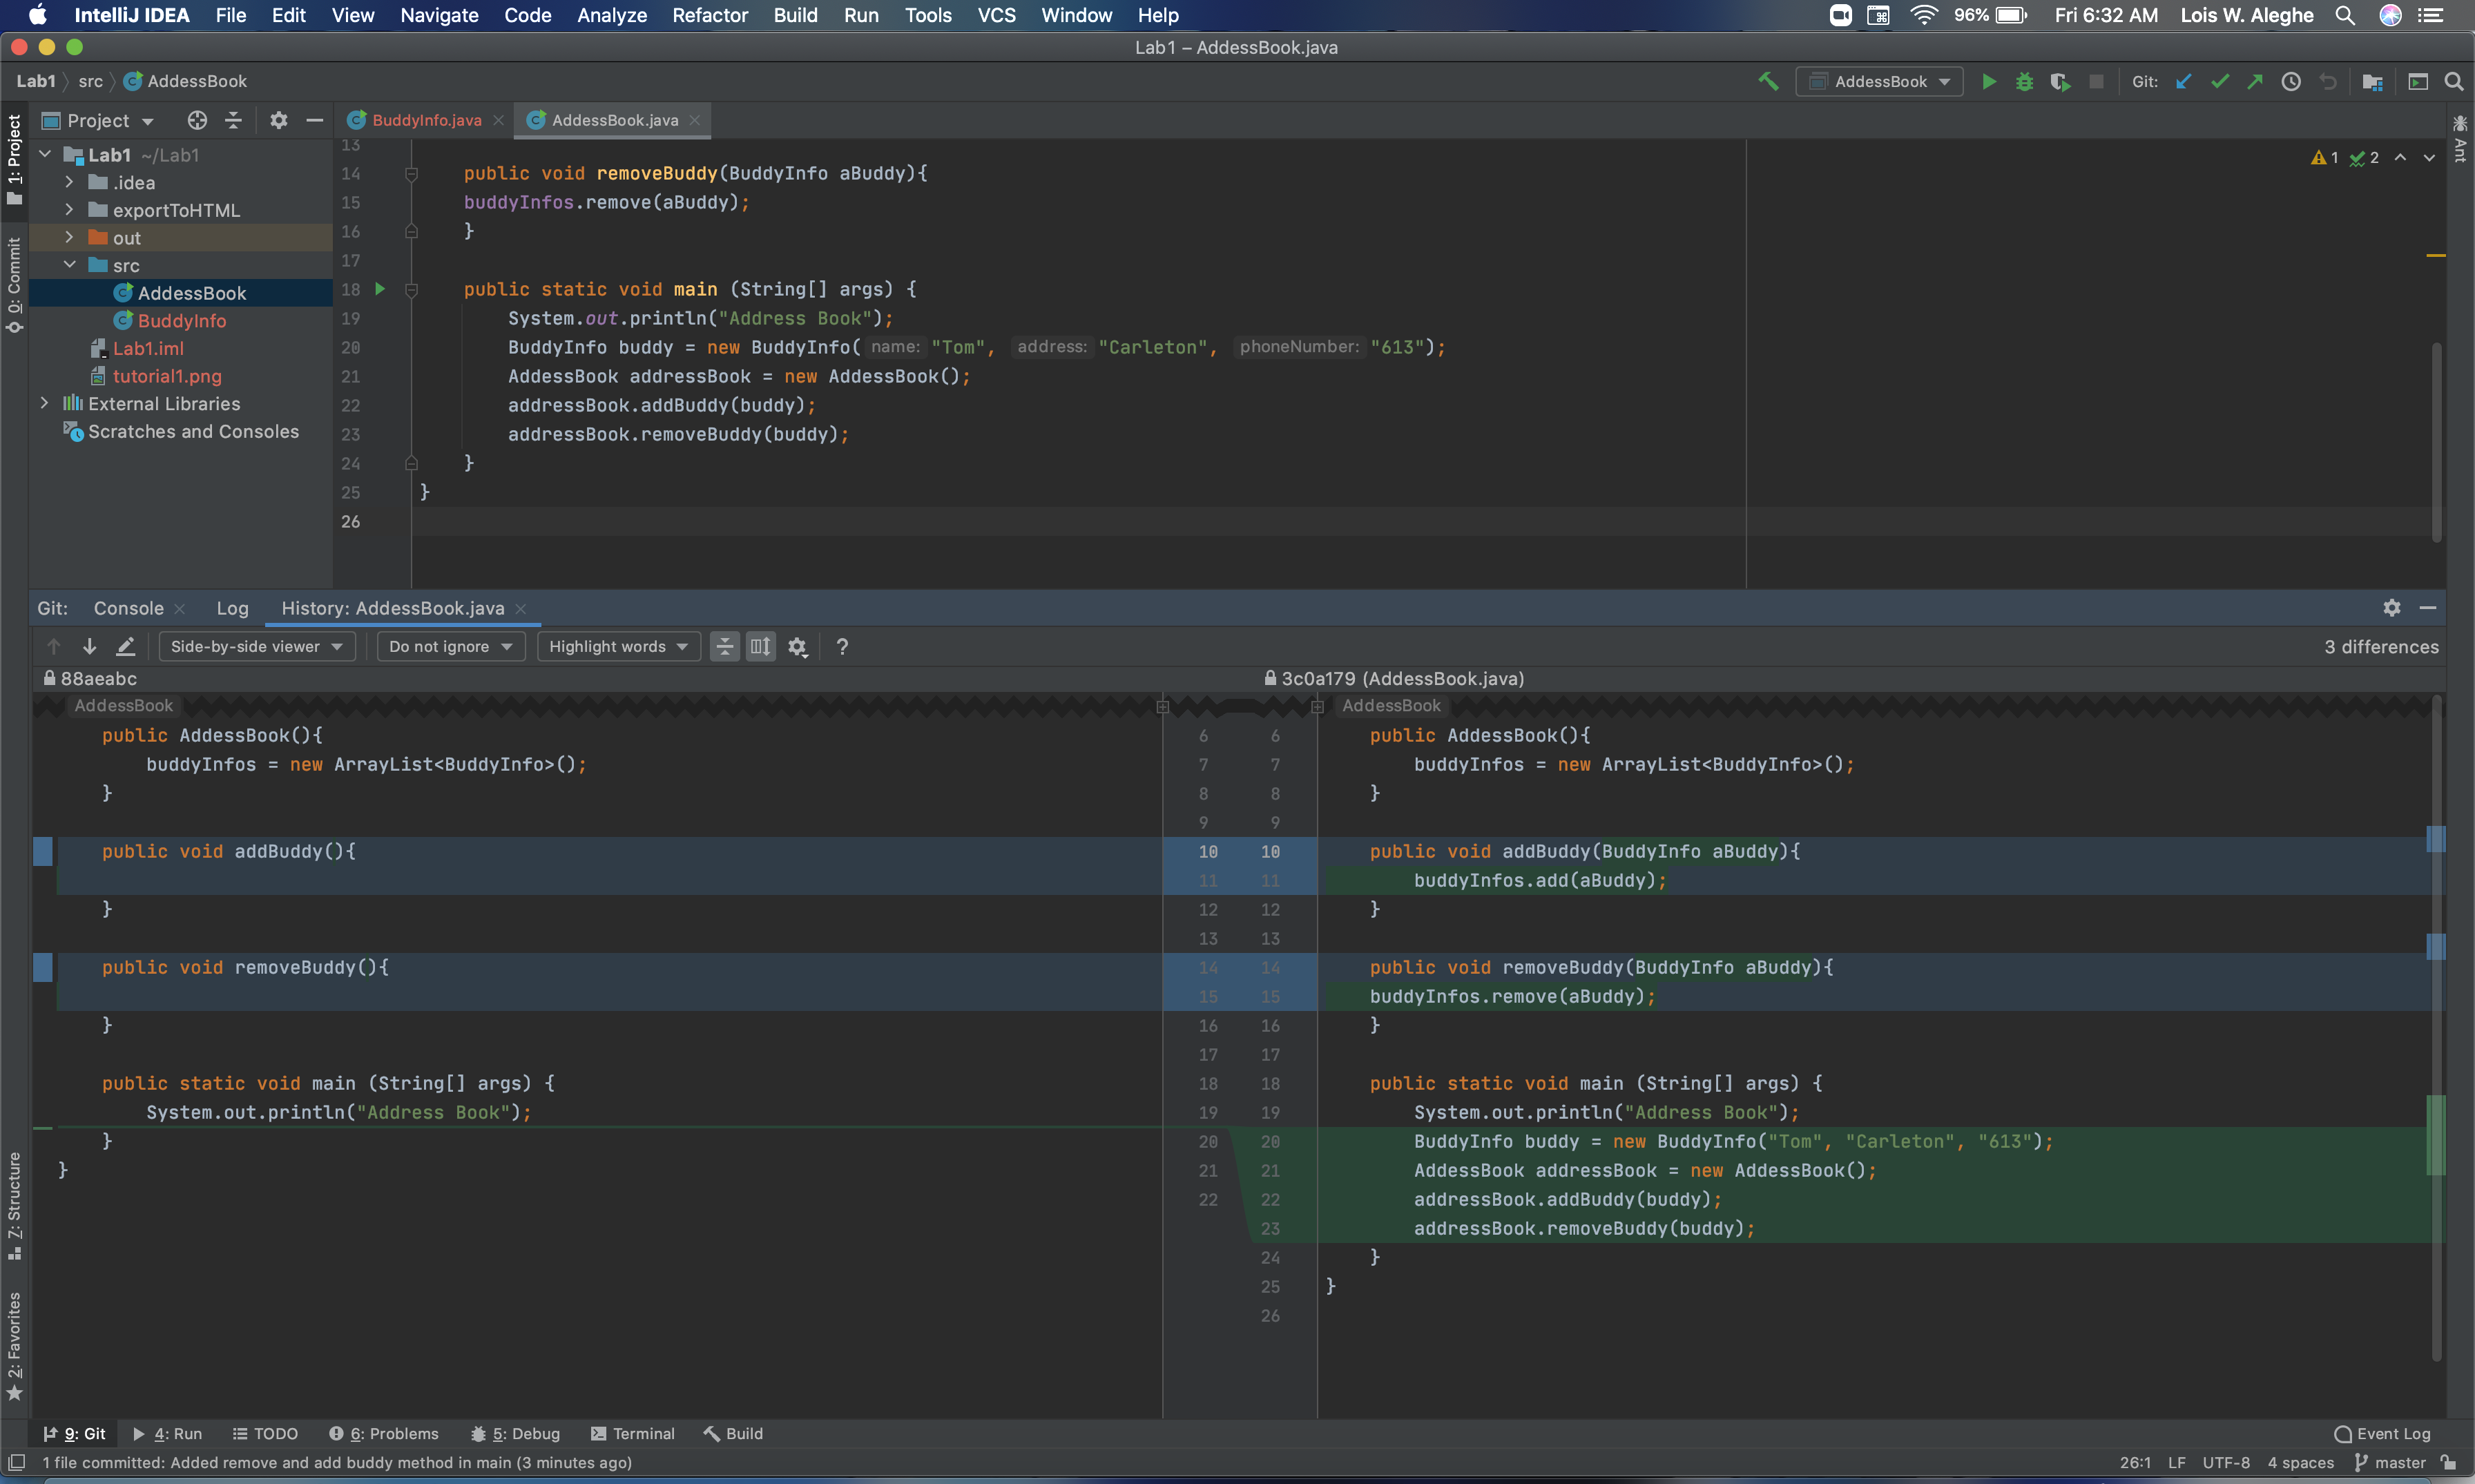 IntelliJ IDEA File Edit View Navigate Code Analyze Refactor Build Run Tools VCS Window Help 96% Fri 6:32 AM Lois W. Aleghe
Lab1 – AddessBook.java
Lab1 src AddessBook AddessBook Git:
1: Project
0: Commit
7: Structure
2: Favorites
Ant
Project
Lab1 ~/Lab1
.idea
exportToHTML
out
src
AddessBook
BuddyInfo
Lab1.iml
tutorial1.png
External Libraries
Scratches and Consoles
BuddyInfo.java AddessBook.java
1 2
13
14 public void removeBuddy(BuddyInfo aBuddy){
15 buddyInfos.remove(aBuddy);
16 }
17
18 public static void main (String[] args) {
19 System.out.println("Address Book");
20 BuddyInfo buddy = new BuddyInfo( name: "Tom", address: "Carleton", phoneNumber: "613");
21 AddessBook addressBook = new AddessBook();
22 addressBook.addBuddy(buddy);
23 addressBook.removeBuddy(buddy);
24 }
25 }
26
Git: Console Log History: AddessBook.java
Side-by-side viewer Do not ignore Highlight words ? 3 differences
88aeabc
AddessBook
public AddessBook(){
buddyInfos = new ArrayList<BuddyInfo>();
}
public void addBuddy(){
}
public void removeBuddy(){
}
public static void main (String[] args) {
System.out.println("Address Book");
}
}
6 6
7 7
8 8
9 9
10 10
11 11
12 12
13 13
14 14
15 15
16 16
17 17
18 18
19 19
20 20
21 21
22 22
23
24
25
26
3c0a179 (AddessBook.java)
AddessBook
public AddessBook(){
buddyInfos = new ArrayList<BuddyInfo>();
}
public void addBuddy(BuddyInfo aBuddy){
buddyInfos.add(aBuddy);
}
public void removeBuddy(BuddyInfo aBuddy){
buddyInfos.remove(aBuddy);
}
public static void main (String[] args) {
System.out.println("Address Book");
BuddyInfo buddy = new BuddyInfo("Tom", "Carleton", "613");
AddessBook addressBook = new AddessBook();
addressBook.addBuddy(buddy);
addressBook.removeBuddy(buddy);
}
}
9: Git 4: Run TODO 6: Problems 5: Debug Terminal Build Event Log
1 file committed: Added remove and add buddy method in main (3 minutes ago) 26:1 LF UTF-8 4 spaces master